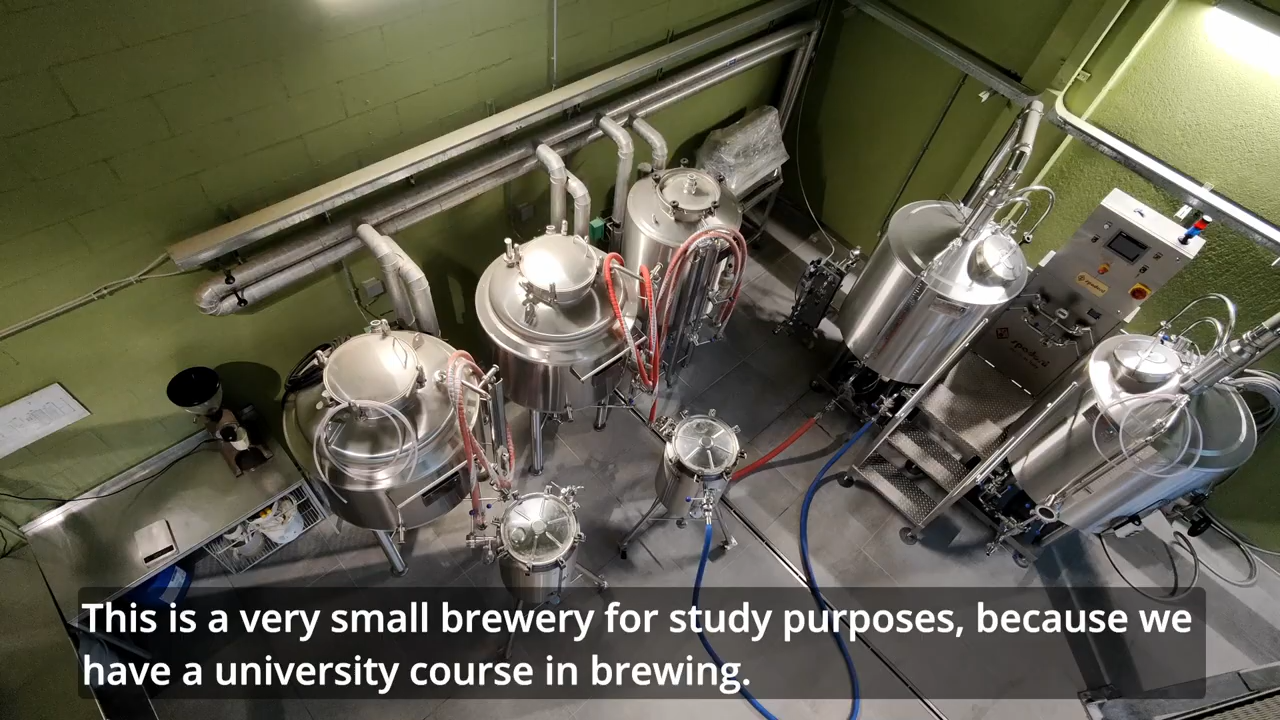 This is a very small brewery for study purposes, because we
have a university course in brewing.